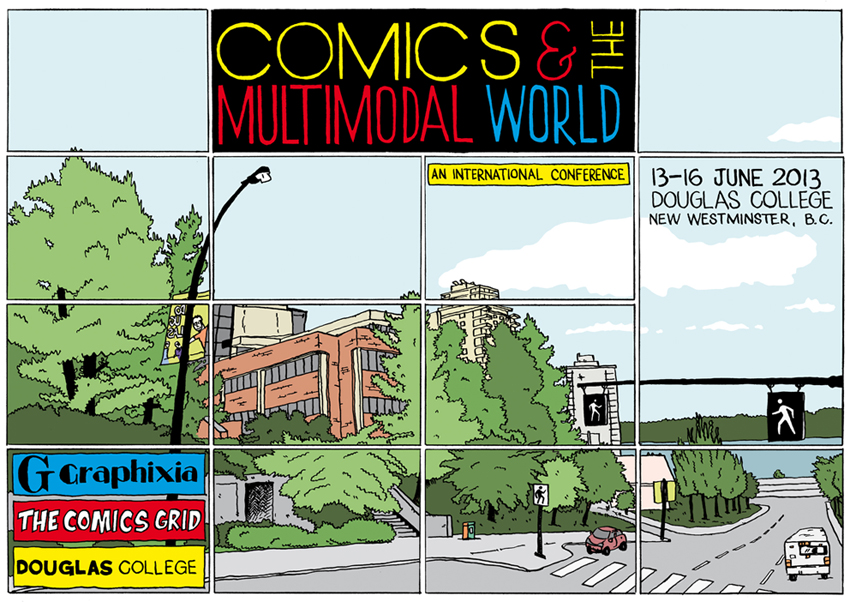 COMICS & THE
MULTIMODAL WORLD
AN INTERNATIONAL CONFERENCE
13-16 JUNE 2013
DOUGLAS COLLEGE
NEW WESTMINSTER, B.C.
G Graphixia
THE COMICS GRID
DOUGLAS COLLEGE